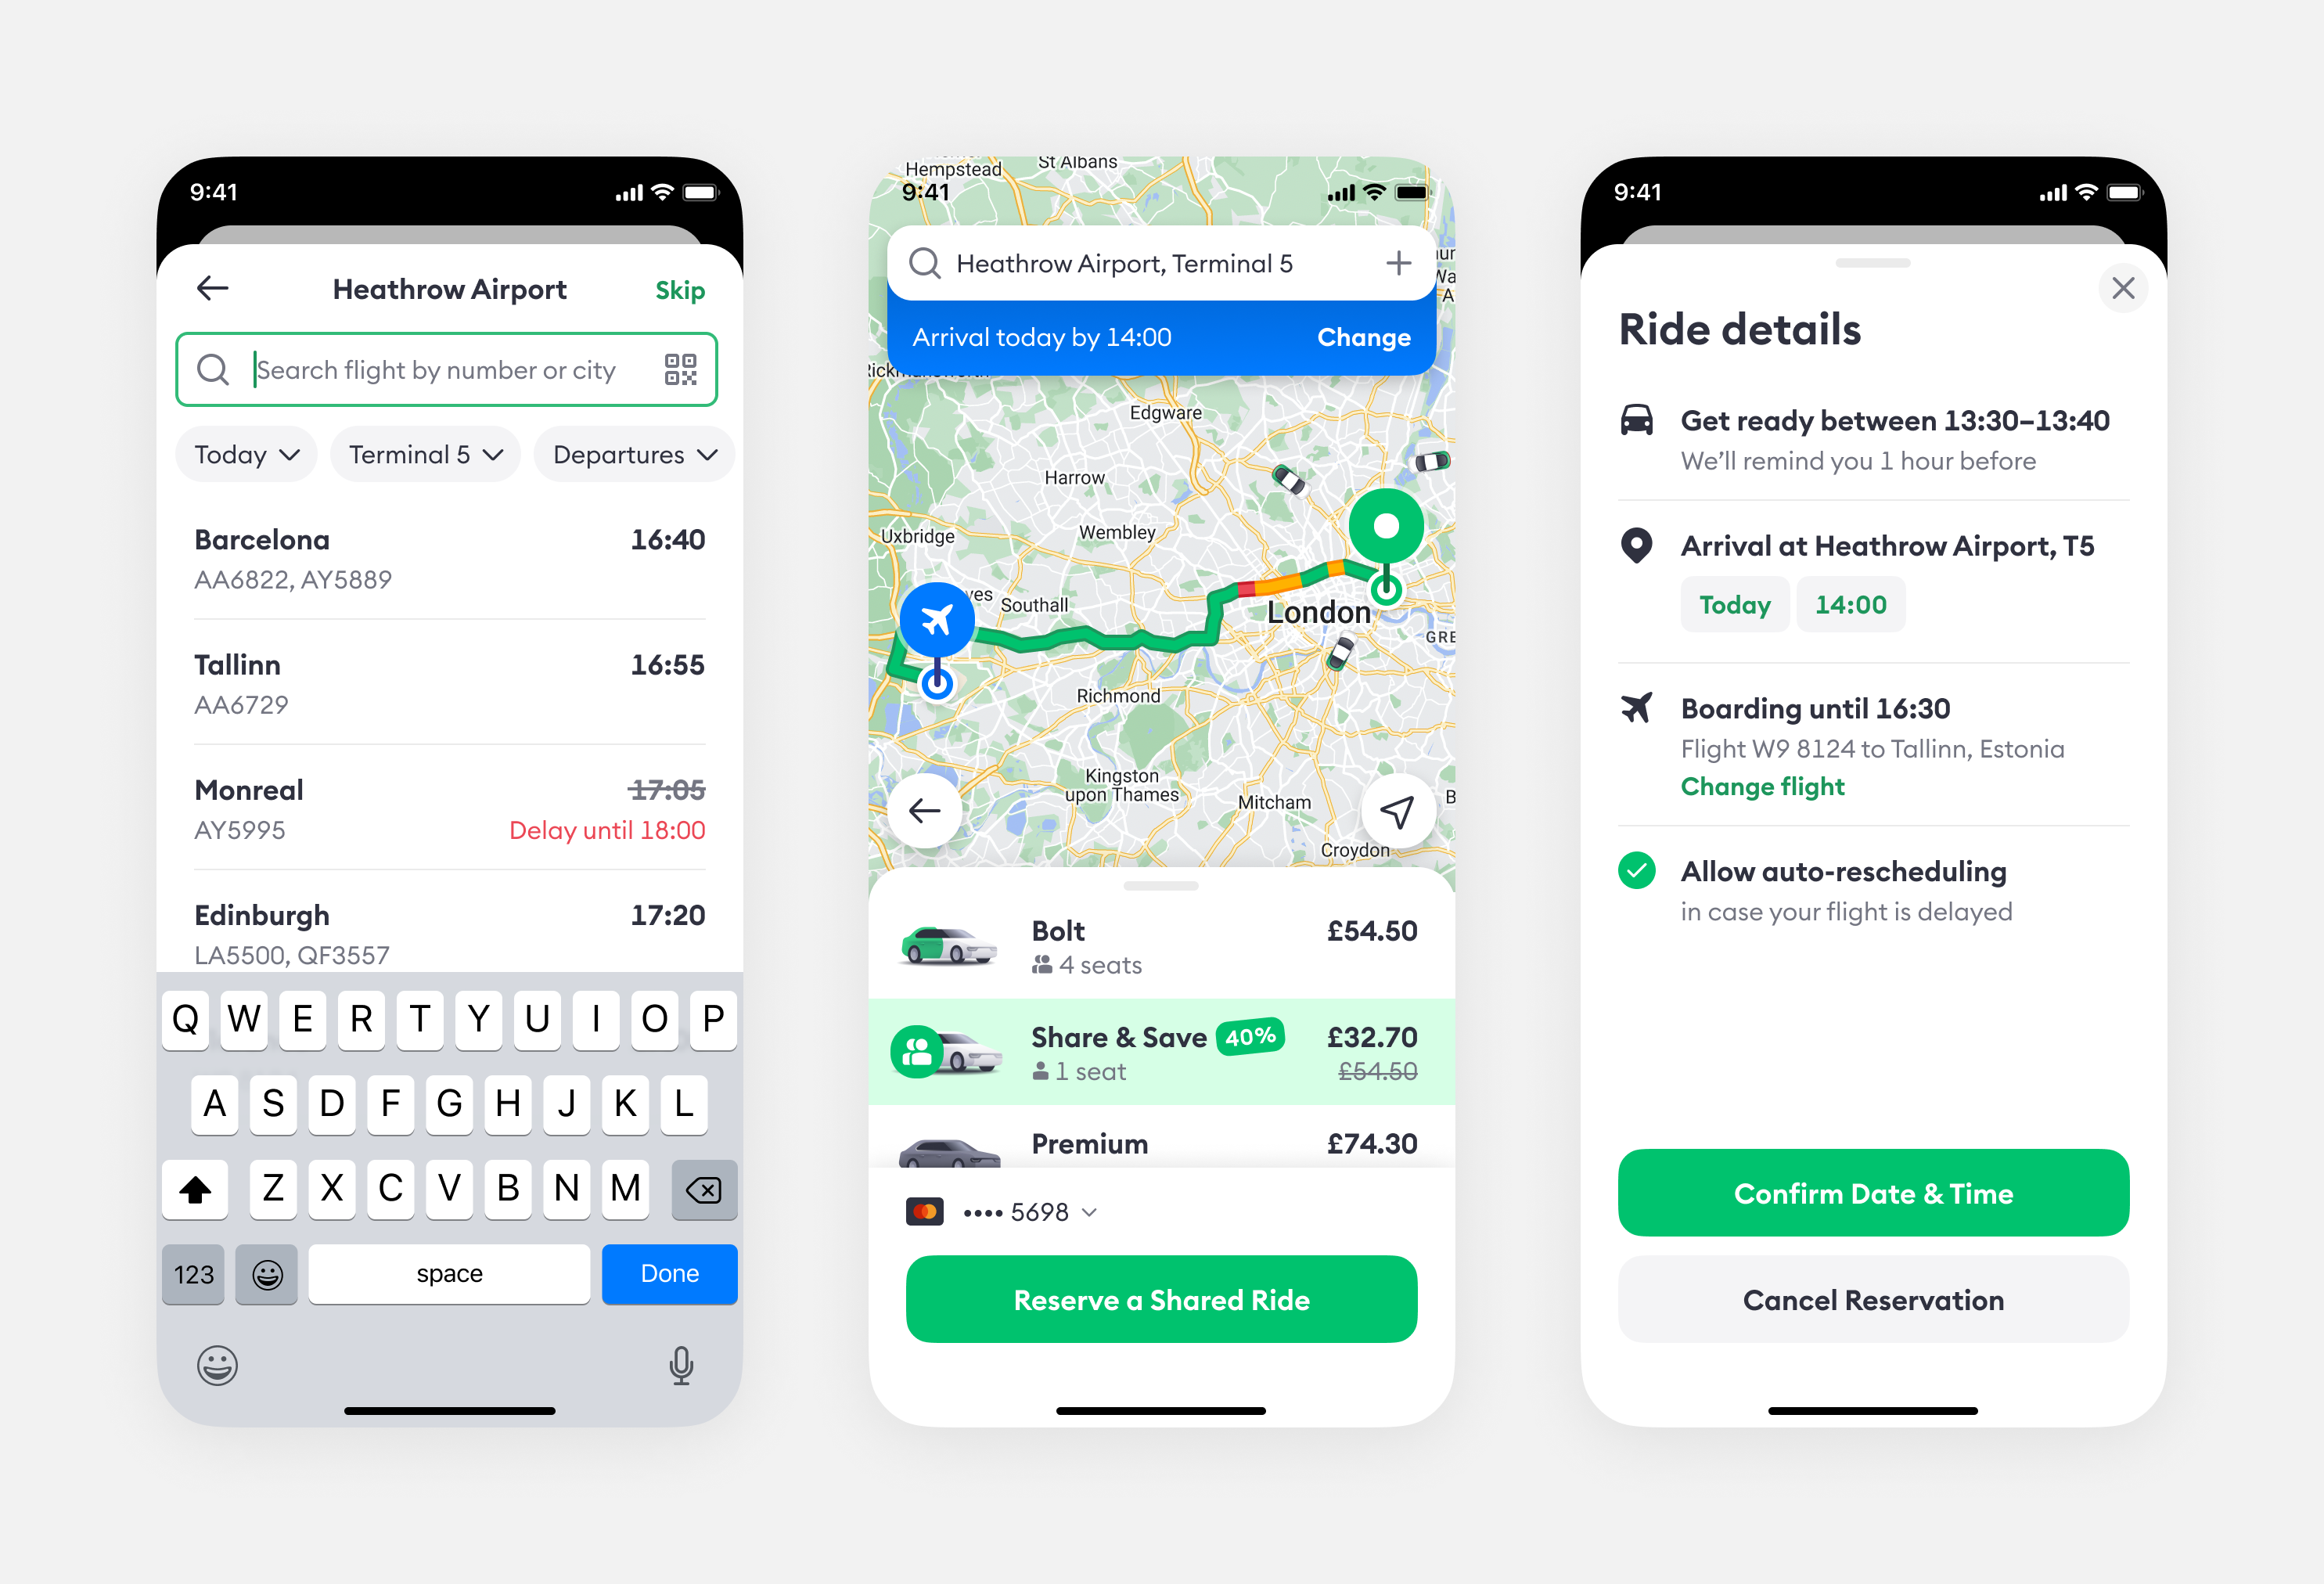 9:41
Heathrow Airport
Skip
Search flight by number or city
Today
Terminal 5
Departures
Barcelona
16:40
AA6822, AY5889
Tallinn
16:55
AA6729
Monreal
17:05
AY5995
Delay until 18:00
Edinburgh
17:20
LA5500, QF3557
Q W E R T Y U I O P
A S D F G H J K L
Z X C V B N M
123
space
Done
Hempstead
St Albans
9:41
Heathrow Airport, Terminal 5
Arrival today by 14:00
Change
Edgware
Harrow
Wembley
Uxbridge
Southall
London
Richmond
Kingston
upon Thames
Mitcham
Croydon
Bolt
£54.50
4 seats
Share & Save
40%
£32.70
1 seat
£54.50
Premium
£74.30
•••• 5698
Reserve a Shared Ride
9:41
Ride details
Get ready between 13:30–13:40
We’ll remind you 1 hour before
Arrival at Heathrow Airport, T5
Today
14:00
Boarding until 16:30
Flight W9 8124 to Tallinn, Estonia
Change flight
Allow auto-rescheduling
in case your flight is delayed
Confirm Date & Time
Cancel Reservation